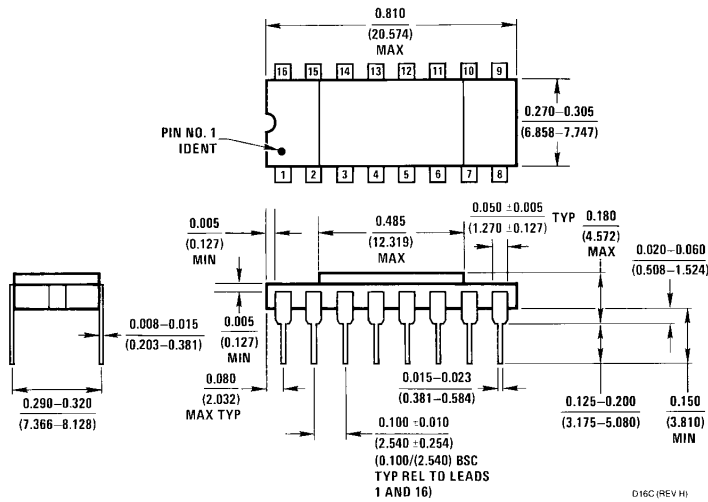 0.810
(20.574)
MAX
16 15 14 13 12 11 10 9
0.270–0.305
(6.858–7.747)
PIN NO. 1
IDENT
1 2 3 4 5 6 7 8
0.005
(0.127)
MIN
0.485
(12.319)
MAX
0.050 ±0.005
(1.270 ±0.127)
TYP
0.180
(4.572)
MAX
0.020–0.060
(0.508–1.524)
0.008–0.015
(0.203–0.381)
0.005
(0.127)
MIN
0.290–0.320
(7.366–8.128)
0.080
(2.032)
MAX TYP
0.015–0.023
(0.381–0.584)
0.100 ±0.010
(2.540 ±0.254)
(0.100/(2.540) BSC
TYP REL TO LEADS
1 AND 16)
0.125–0.200
(3.175–5.080)
0.150
(3.810)
MIN
D16C (REV H)